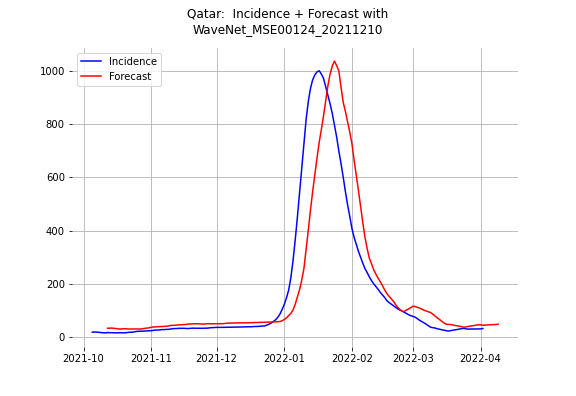 Qatar:  Incidence + Forecast with
WaveNet_MSE00124_20211210
Incidence
Forecast
1000
800
600
400
200
0
2021-10 2021-11 2021-12 2022-01 2022-02 2022-03 2022-04